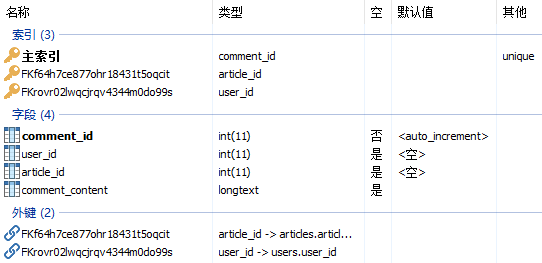 名称 类型 空 默认值 其他
索引 (3)
主索引 comment_id unique
FKf64h7ce877ohr18431t5oqcit article_id
FKrovr02lwqcjrqv4344m0do99s user_id
字段 (4)
comment_id int(11) 否 <auto_increment>
user_id int(11) 是 <空>
article_id int(11) 是 <空>
comment_content longtext 是
外键 (2)
FKf64h7ce877ohr18431t5oqcit article_id -> articles.articl...
FKrovr02lwqcjrqv4344m0do99s user_id -> users.user_id